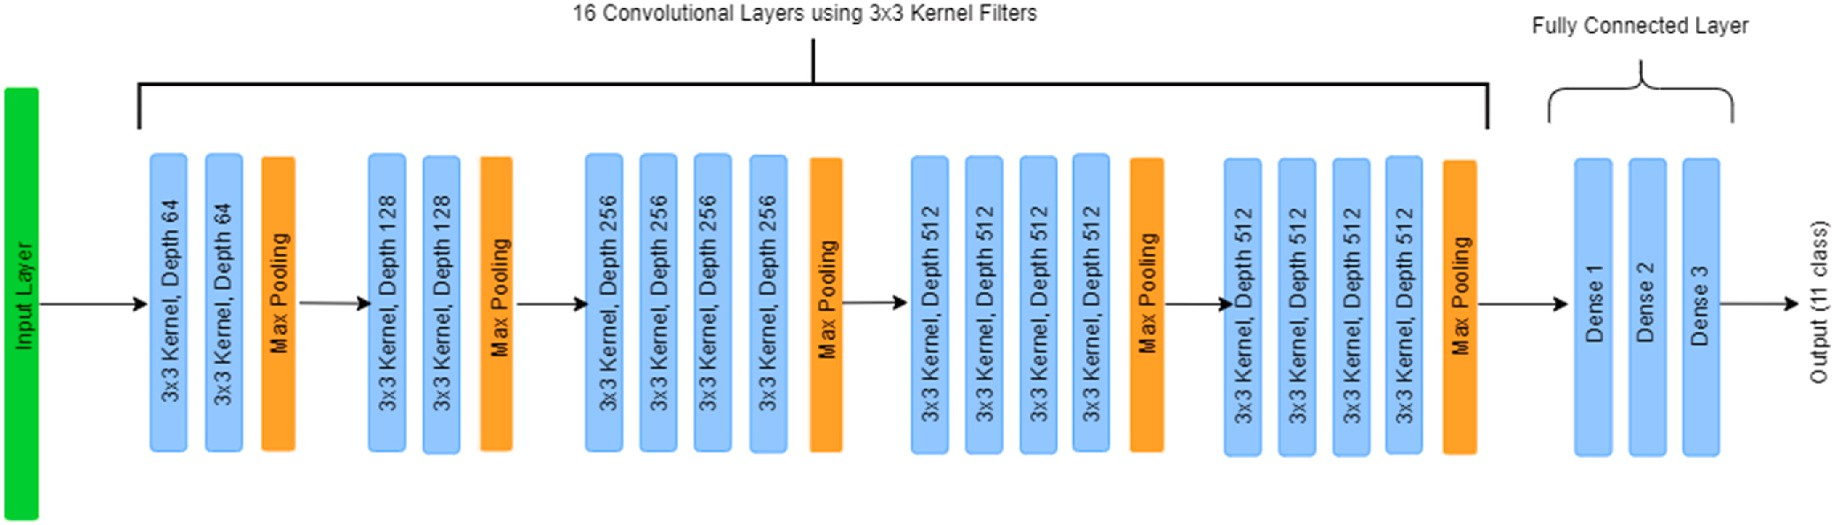 16 Convolutional Layers using 3x3 Kernel Filters
Fully Connected Layer
Input Layer
3x3 Kernel, Depth 64
3x3 Kernel, Depth 64
Max Pooling
3x3 Kernel, Depth 128
3x3 Kernel, Depth 128
Max Pooling
3x3 Kernel, Depth 256
3x3 Kernel, Depth 256
3x3 Kernel, Depth 256
3x3 Kernel, Depth 256
Max Pooling
3x3 Kernel, Depth 512
3x3 Kernel, Depth 512
3x3 Kernel, Depth 512
3x3 Kernel, Depth 512
Max Pooling
3x3 Kernel, Depth 512
3x3 Kernel, Depth 512
3x3 Kernel, Depth 512
3x3 Kernel, Depth 512
Max Pooling
Dense 1
Dense 2
Dense 3
Output (11 class)